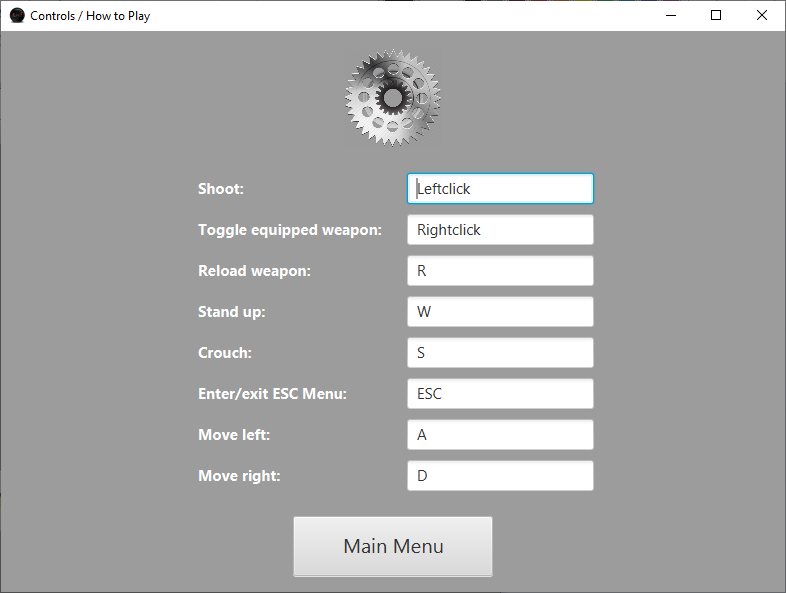 Controls / How to Play
Shoot: Leftclick
Toggle equipped weapon: Rightclick
Reload weapon: R
Stand up: W
Crouch: S
Enter/exit ESC Menu: ESC
Move left: A
Move right: D
Main Menu